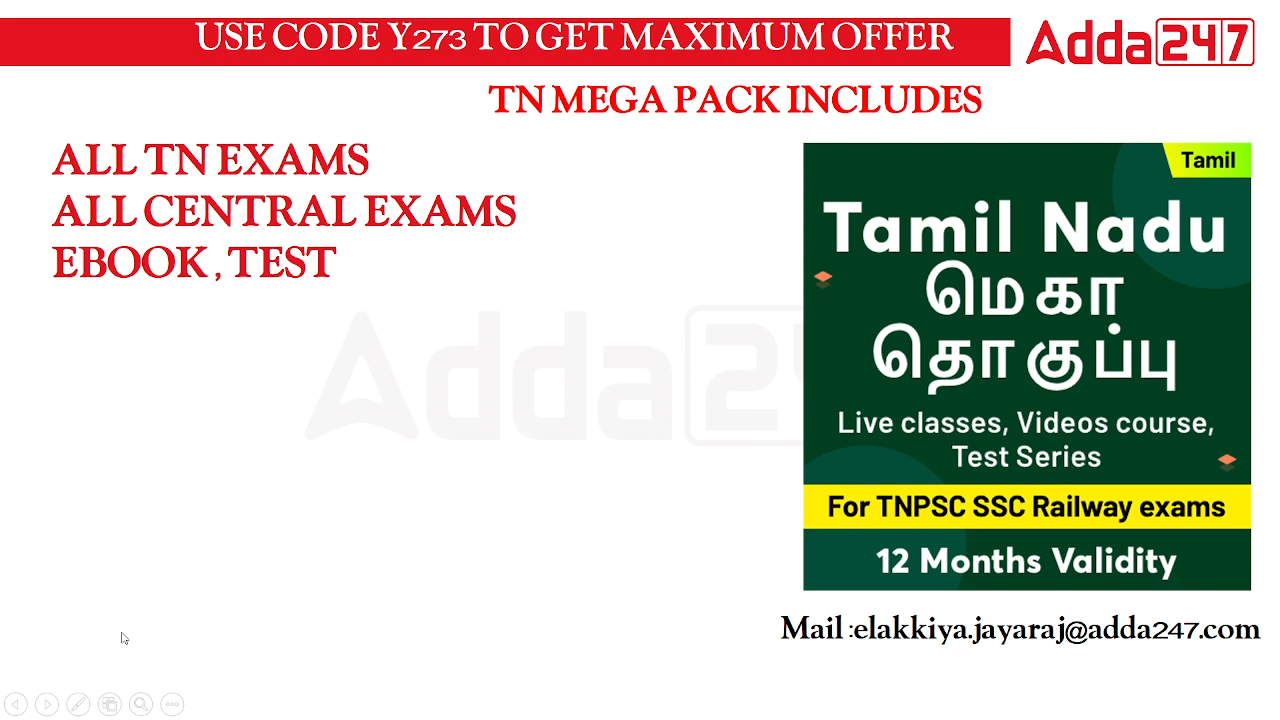 USE CODE Y273 TO GET MAXIMUM OFFER
Adda247
TN MEGA PACK INCLUDES
ALL TN EXAMS
ALL CENTRAL EXAMS
EBOOK , TEST
Tamil
Tamil Nadu
மெகா
தொகுப்பு
Live classes, Videos course,
Test Series
For TNPSC SSC Railway exams
12 Months Validity
Adda24
Mail :elakkiya.jayaraj@adda247.com